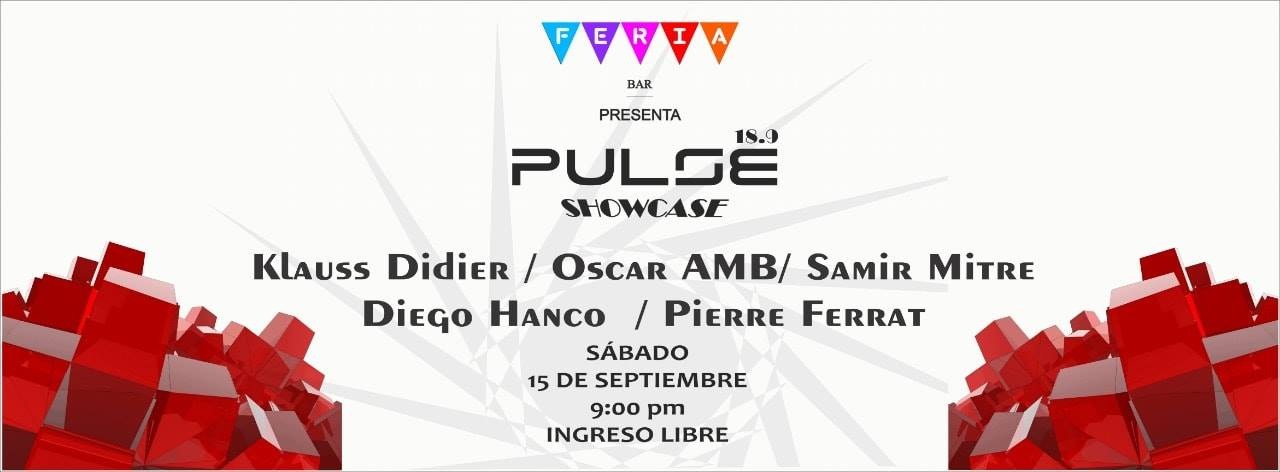 FERIA
BAR
PRESENTA
18.9
PULSE
SHOWCASE
Klauss Didier / Oscar AMB/ Samir Mitre
Diego Hanco / Pierre Ferrat
SÁBADO
15 DE SEPTIEMBRE
9:00 pm
INGRESO LIBRE